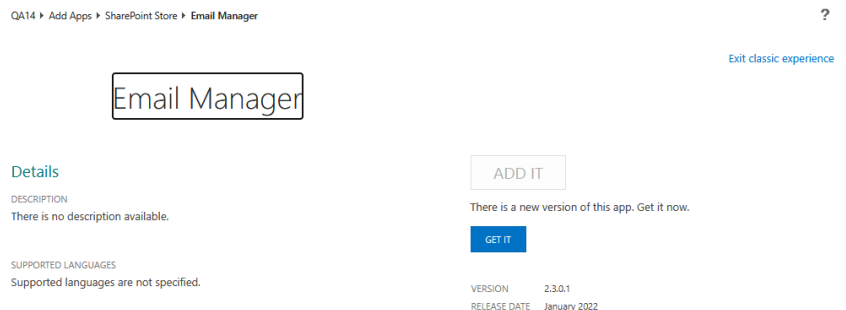 QA14 ▸ Add Apps ▸ SharePoint Store ▸ Email Manager
?
Exit classic experience
Email Manager
Details
DESCRIPTION
There is no description available.
SUPPORTED LANGUAGES
Supported languages are not specified.
ADD IT
There is a new version of this app. Get it now.
GET IT
VERSION 2.3.0.1
RELEASE DATE January 2022